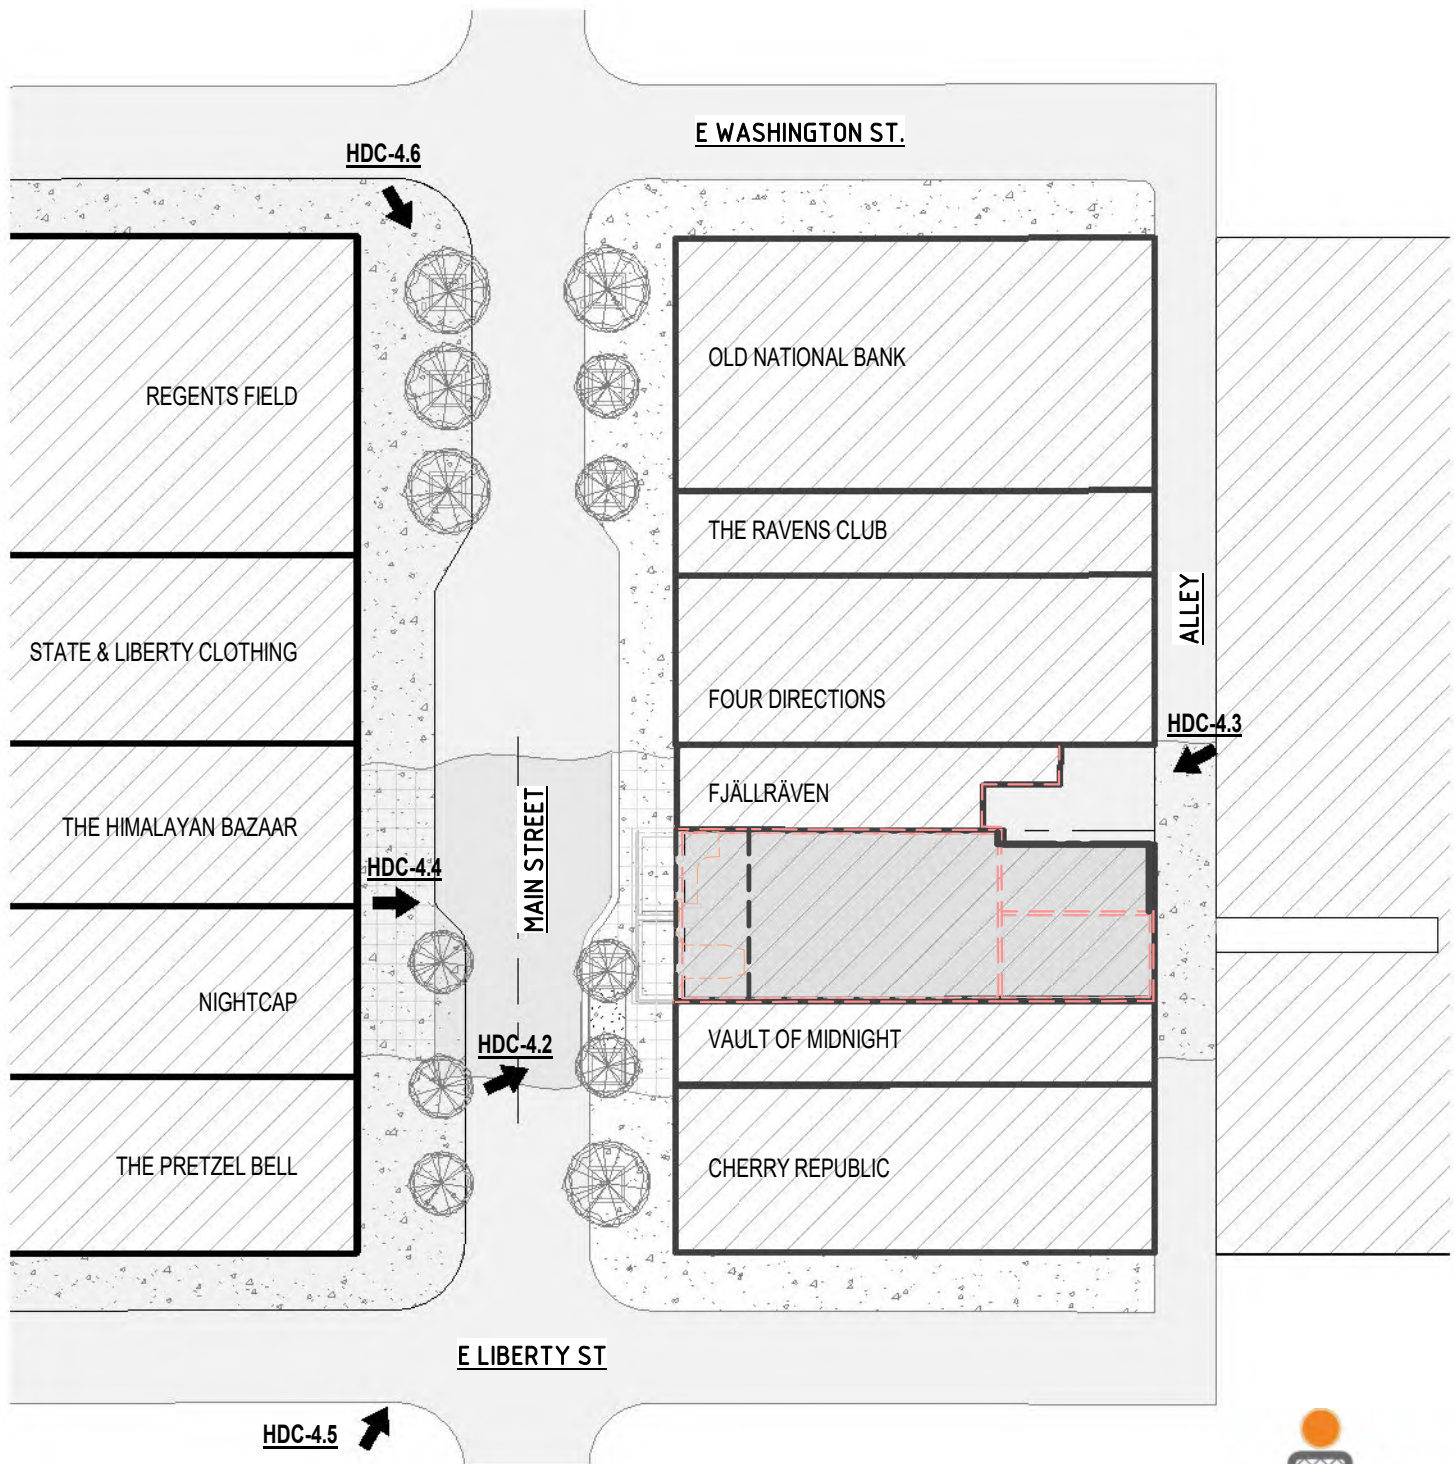 E WASHINGTON ST.
HDC-4.6
OLD NATIONAL BANK
REGENTS FIELD
THE RAVENS CLUB
ALLEY
STATE & LIBERTY CLOTHING
FOUR DIRECTIONS
HDC-4.3
FJÄLLRÄVEN
THE HIMALAYAN BAZAAR
MAIN STREET
HDC-4.4
NIGHTCAP
VAULT OF MIDNIGHT
HDC-4.2
THE PRETZEL BELL
CHERRY REPUBLIC
E LIBERTY ST
HDC-4.5